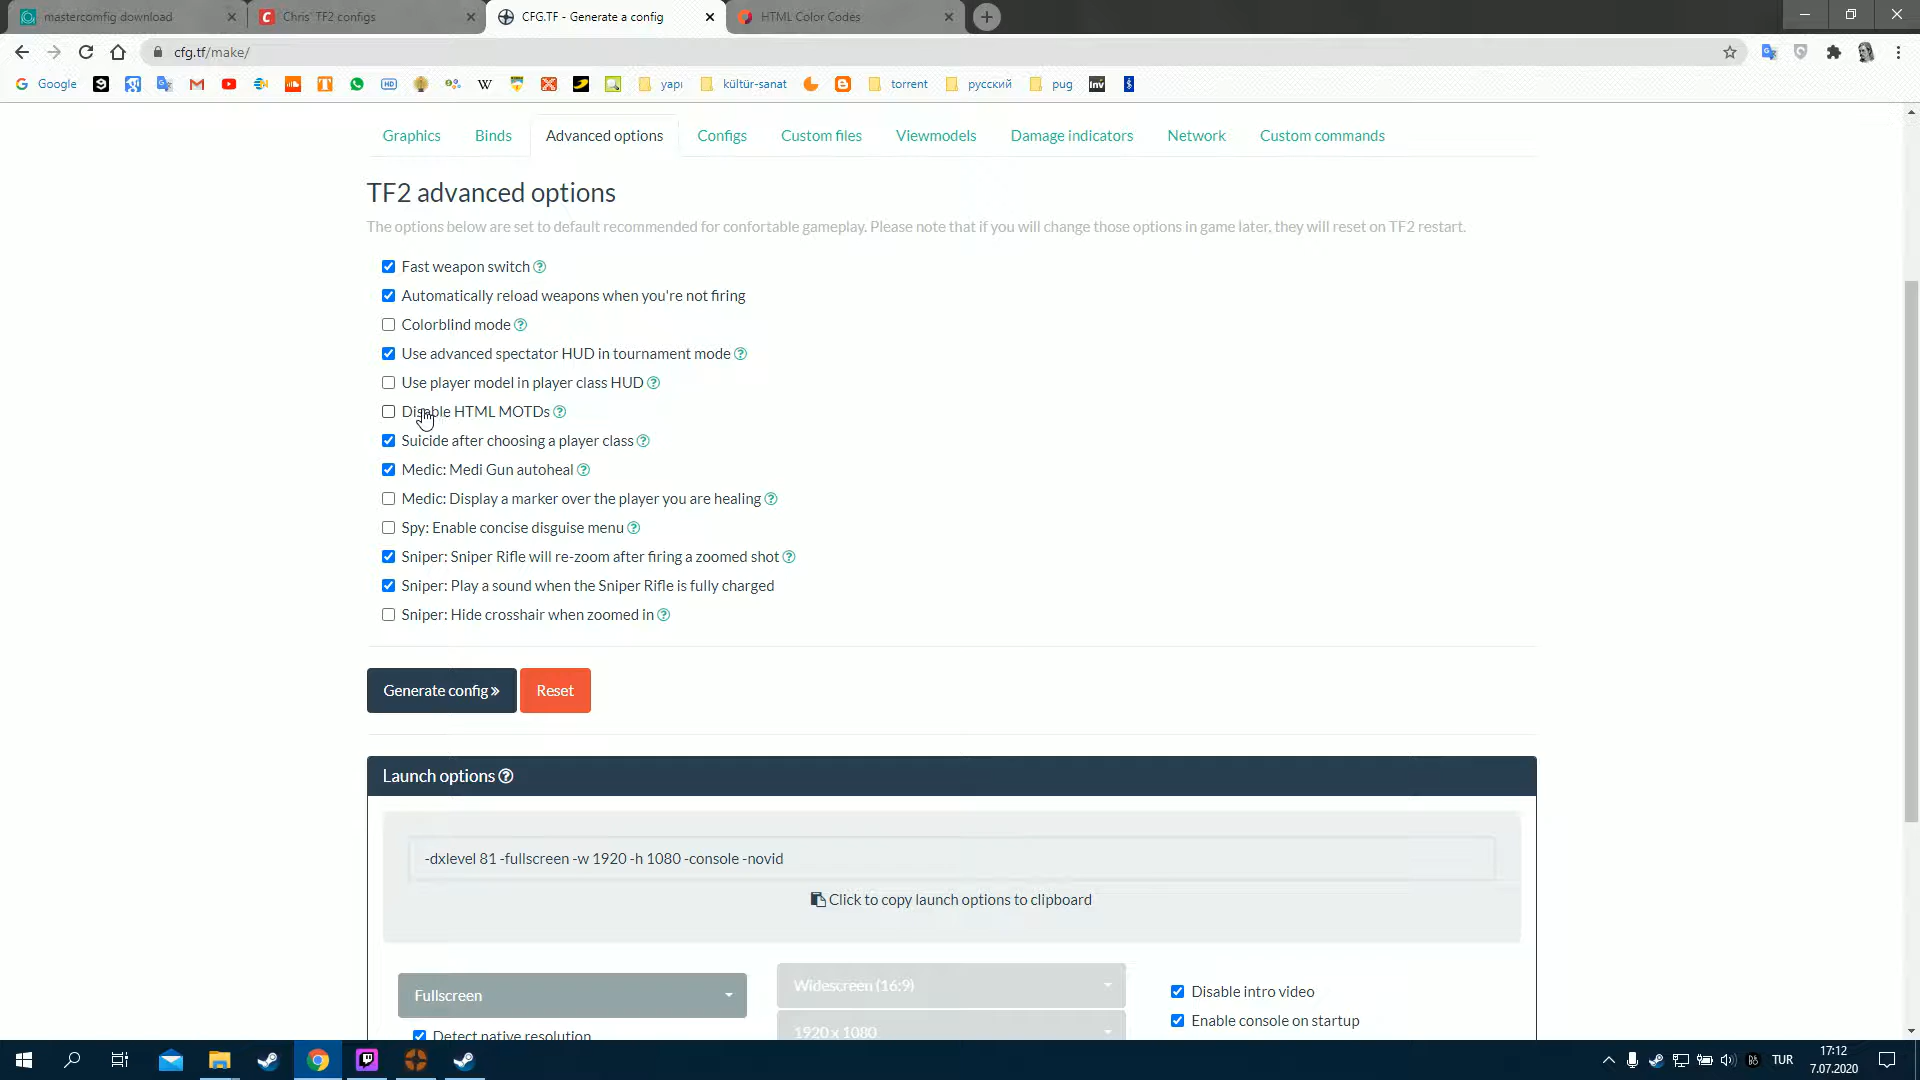 mastercomfig download
Chris' TF2 configs
CFG.TF - Generate a config
HTML Color Codes
cfg.tf/make/
Google
yapı
kültür-sanat
torrent
русский
pug
Graphics
Binds
Advanced options
Configs
Custom files
Viewmodels
Damage indicators
Network
Custom commands
TF2 advanced options
The options below are set to default recommended for confortable gameplay. Please note that if you will change those options in game later, they will reset on TF2 restart.
Fast weapon switch
Automatically reload weapons when you're not firing
Colorblind mode
Use advanced spectator HUD in tournament mode
Use player model in player class HUD
Disable HTML MOTDs
Suicide after choosing a player class
Medic: Medi Gun autoheal
Medic: Display a marker over the player you are healing
Spy: Enable concise disguise menu
Sniper: Sniper Rifle will re-zoom after firing a zoomed shot
Sniper: Play a sound when the Sniper Rifle is fully charged
Sniper: Hide crosshair when zoomed in
Generate config »
Reset
Launch options
-dxlevel 81 -fullscreen -w 1920 -h 1080 -console -novid
Click to copy launch options to clipboard
Fullscreen
Widescreen (16:9)
Disable intro video
Detect native resolution
1920 x 1080
Enable console on startup
TUR
17:12
7.07.2020